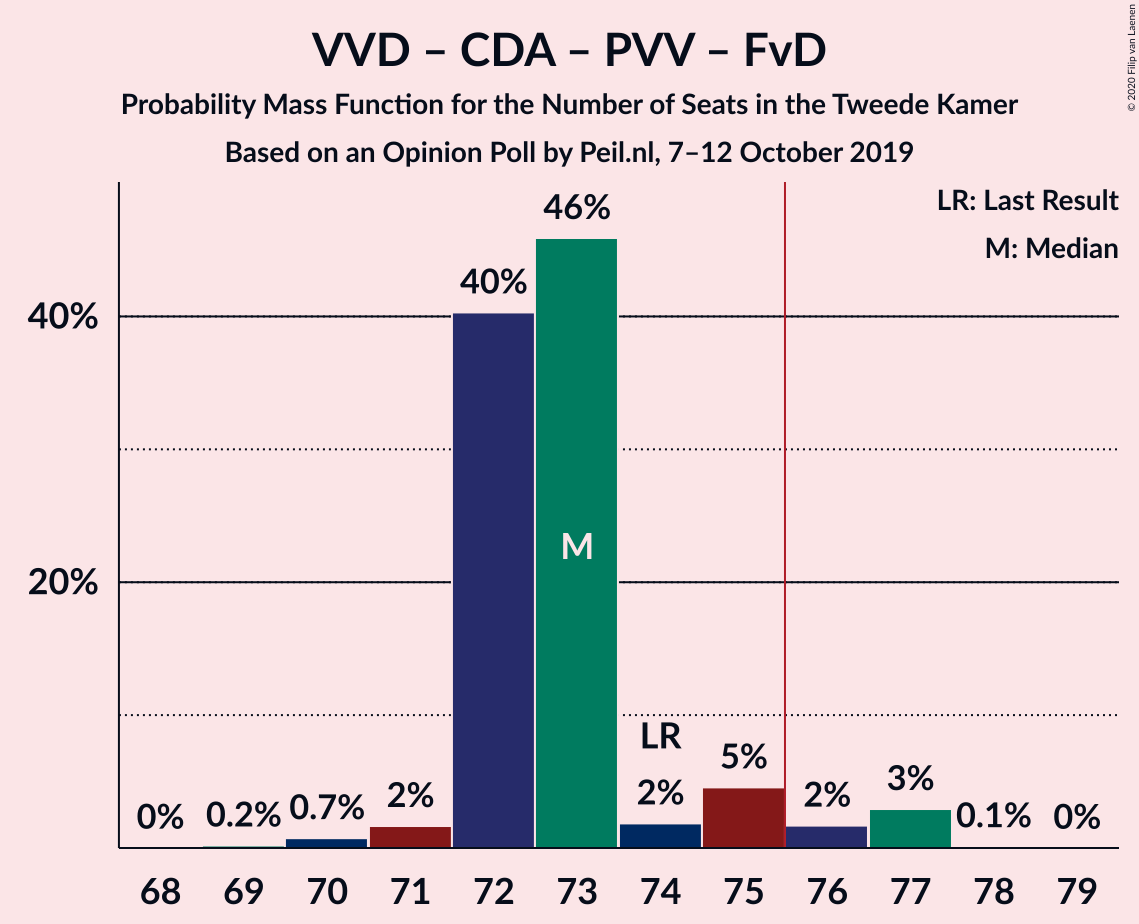 VVD – CDA – PVV – FvD
Probability Mass Function for the Number of Seats in the Tweede Kamer
Based on an Opinion Poll by Peil.nl, 7–12 October 2019
© 2020 Filip van Laenen
LR: Last Result
M: Median
40%
20%
0%
0.2%
0.7%
2%
40%
46%
M
LR
2%
5%
2%
3%
0.1%
0%
68 69 70 71 72 73 74 75 76 77 78 79